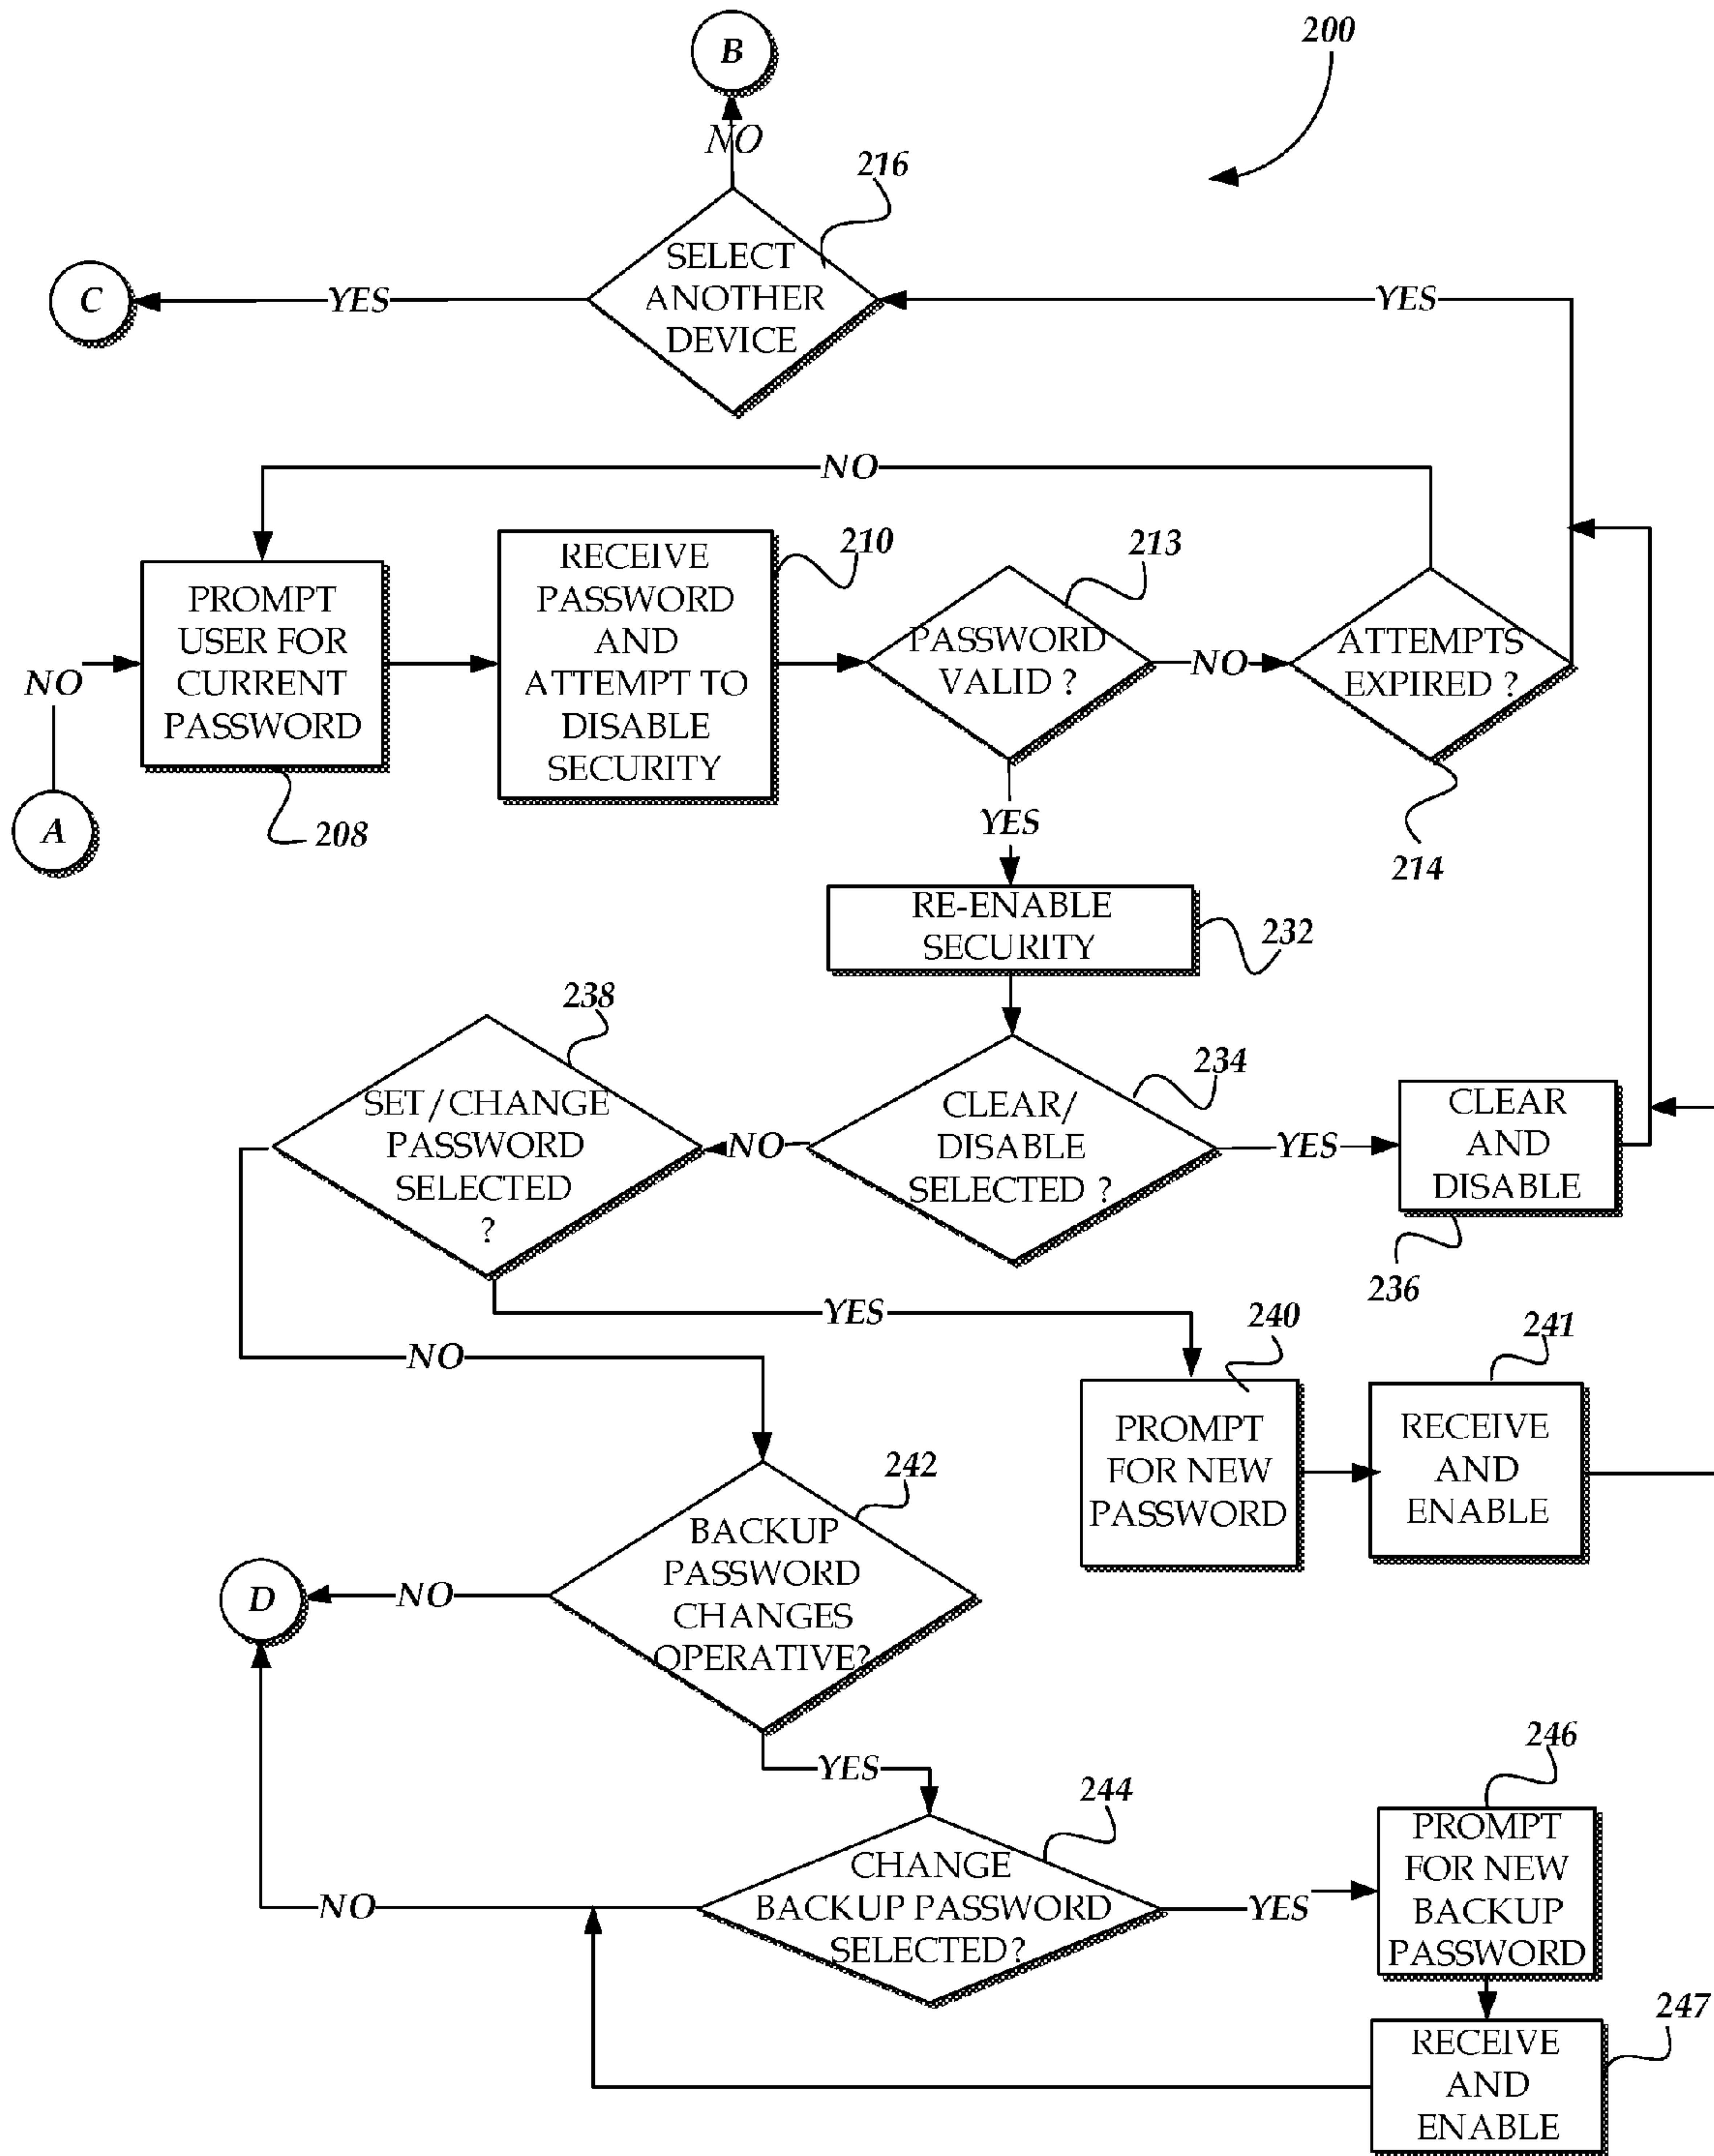 B
200
NO
216
SELECT
ANOTHER
DEVICE
C
YES
YES
NO
PROMPT
USER FOR
CURRENT
PASSWORD
208
NO
A
RECEIVE
PASSWORD
AND
ATTEMPT TO
DISABLE
SECURITY
210
PASSWORD
VALID ?
213
NO
ATTEMPTS
EXPIRED ?
214
YES
RE-ENABLE
SECURITY
232
238
SET/CHANGE
PASSWORD
SELECTED
?
NO
CLEAR/
DISABLE
SELECTED ?
234
YES
CLEAR
AND
DISABLE
236
YES
NO
240
PROMPT
FOR NEW
PASSWORD
241
RECEIVE
AND
ENABLE
242
BACKUP
PASSWORD
CHANGES
OPERATIVE?
D
NO
YES
244
CHANGE
BACKUP PASSWORD
SELECTED?
NO
YES
246
PROMPT
FOR NEW
BACKUP
PASSWORD
247
RECEIVE
AND
ENABLE